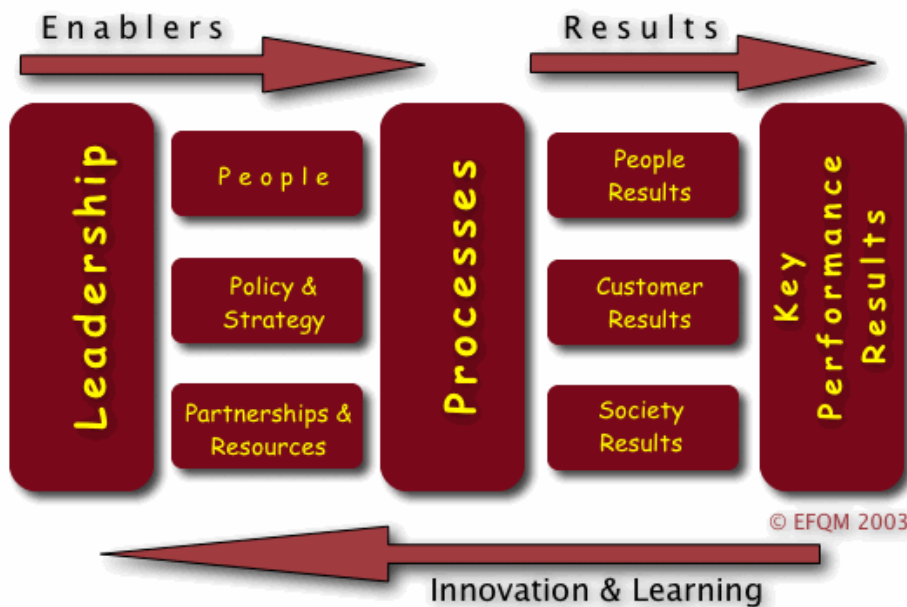 Enablers
Results
Leadership
People
Policy &
Strategy
Partnerships &
Resources
Processes
People
Results
Customer
Results
Society
Results
Key
Performance
Results
© EFQM 2003
Innovation & Learning